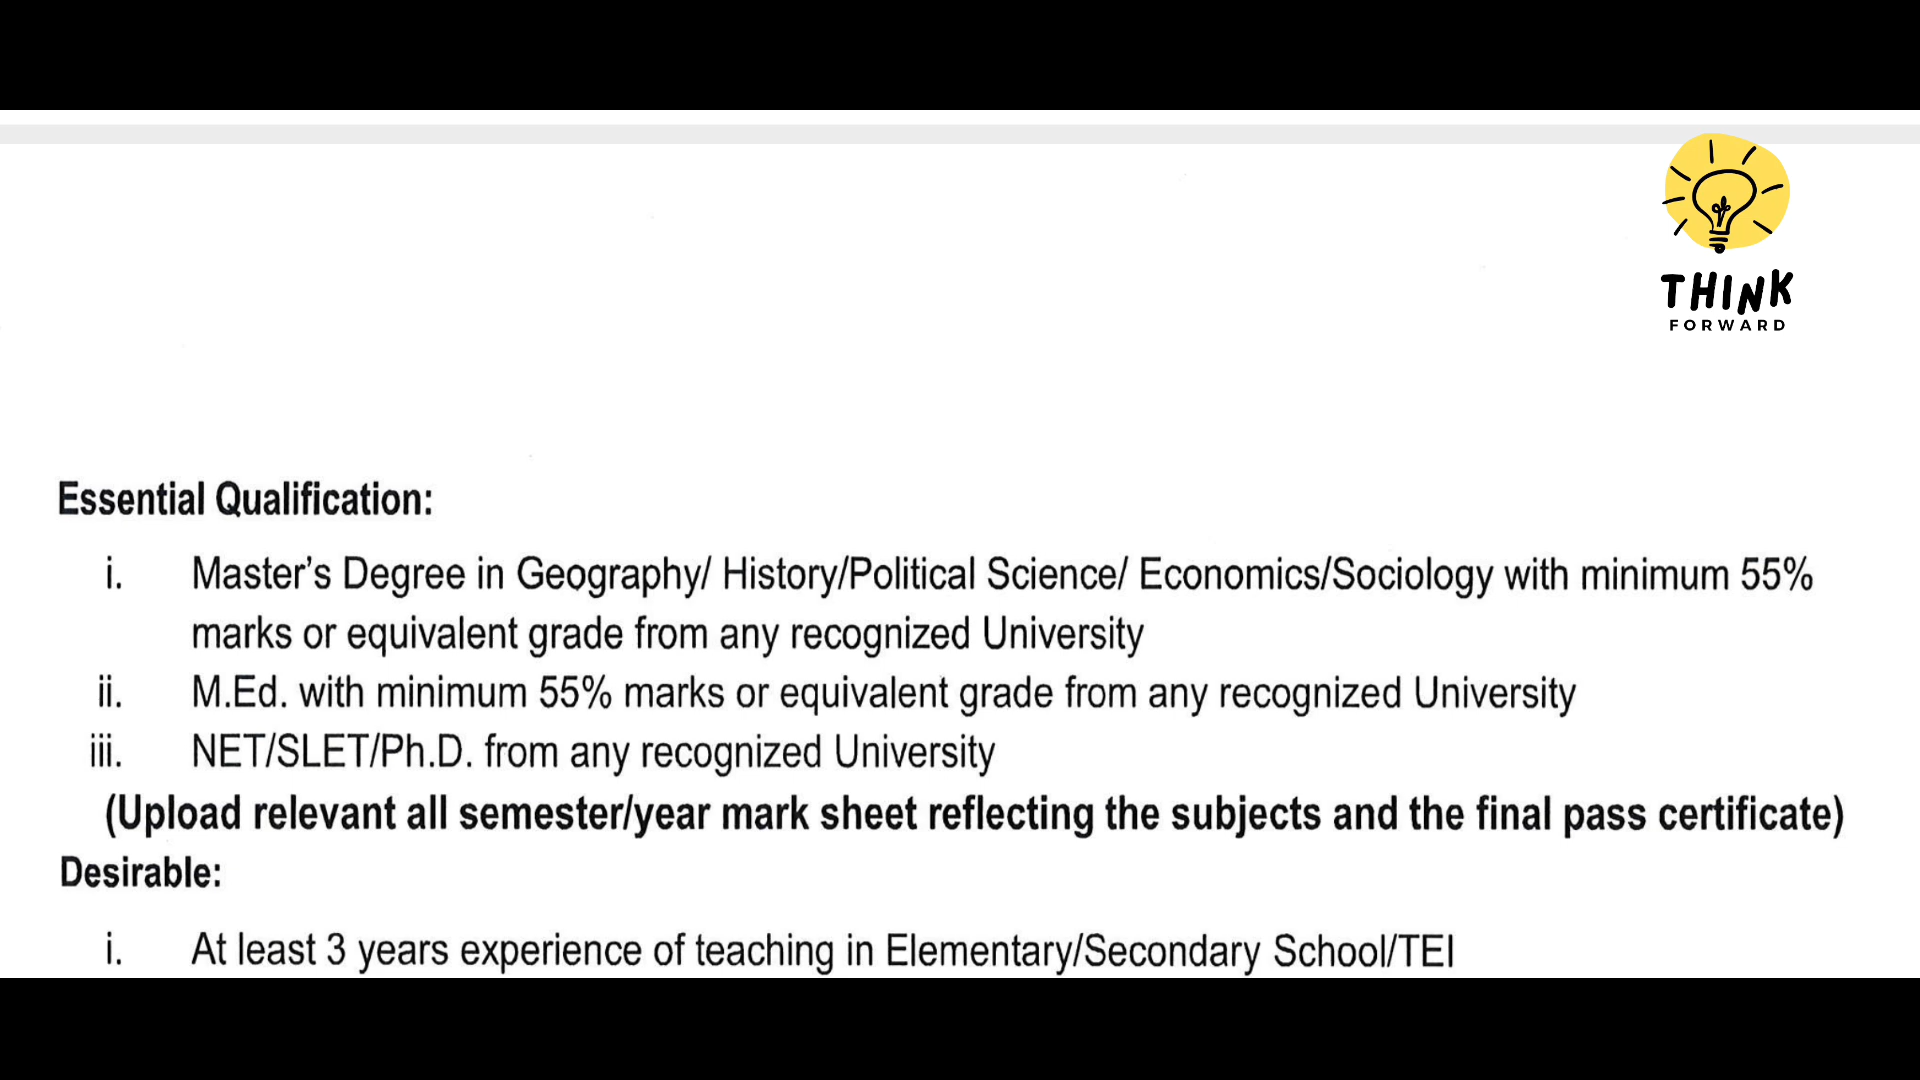 THINK
FORWARD
Essential Qualification:
i. Master's Degree in Geography/ History/Political Science/ Economics/Sociology with minimum 55%
marks or equivalent grade from any recognized University
ii. M.Ed. with minimum 55% marks or equivalent grade from any recognized University
iii. NET/SLET/Ph.D. from any recognized University
(Upload relevant all semester/year mark sheet reflecting the subjects and the final pass certificate)
Desirable:
i. At least 3 years experience of teaching in Elementary/Secondary School/TEI